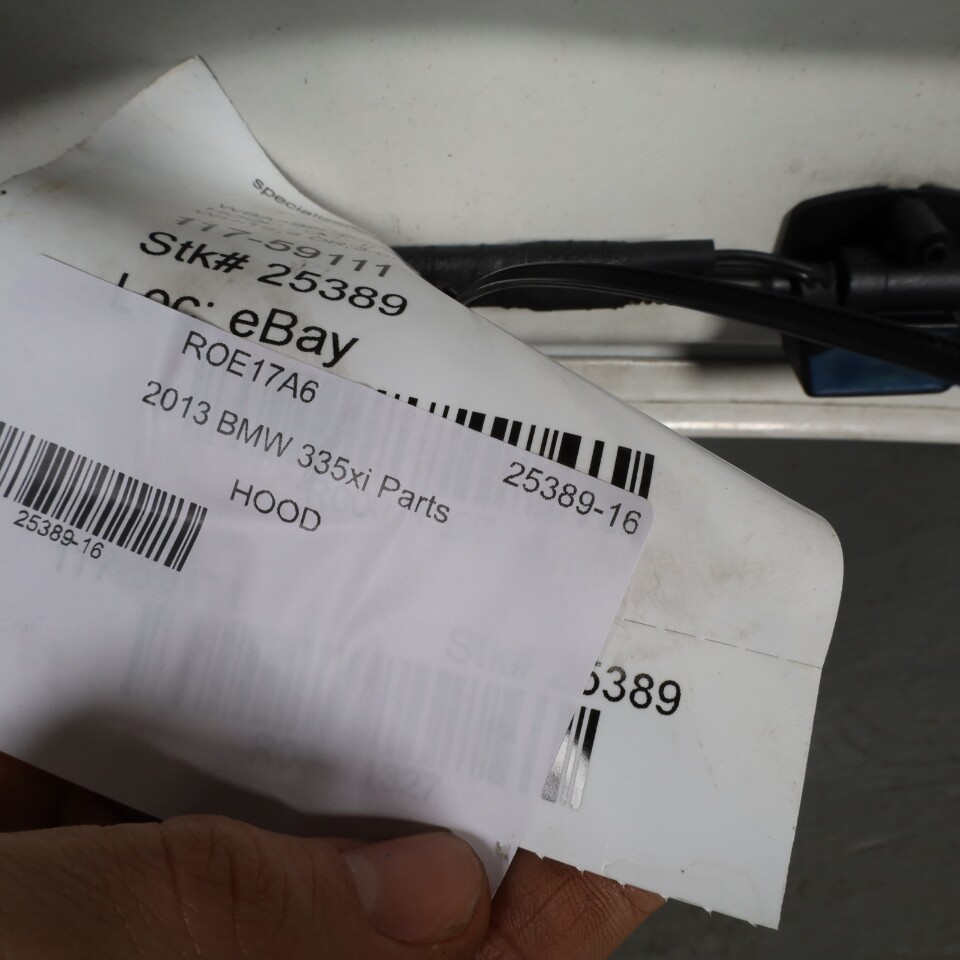 117-59111
Stk# 25389
Loc: eBay
ROE17A6
2013 BMW 335xi Parts
25389-16
HOOD
25389-16
5389